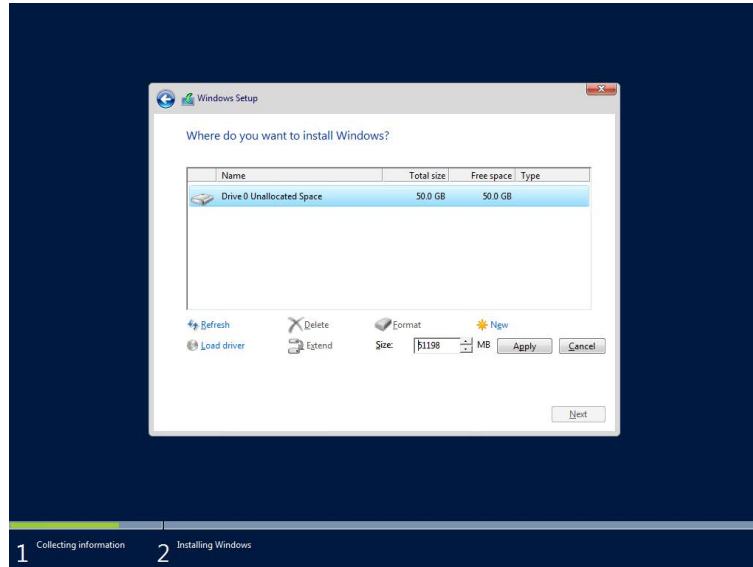 Windows Setup
Where do you want to install Windows?
Name Total size Free space Type
Drive 0 Unallocated Space 50.0 GB 50.0 GB
Refresh Delete Format New
Load driver Extend Size: 51198 MB Apply Cancel
Next
1 Collecting information 2 Installing Windows